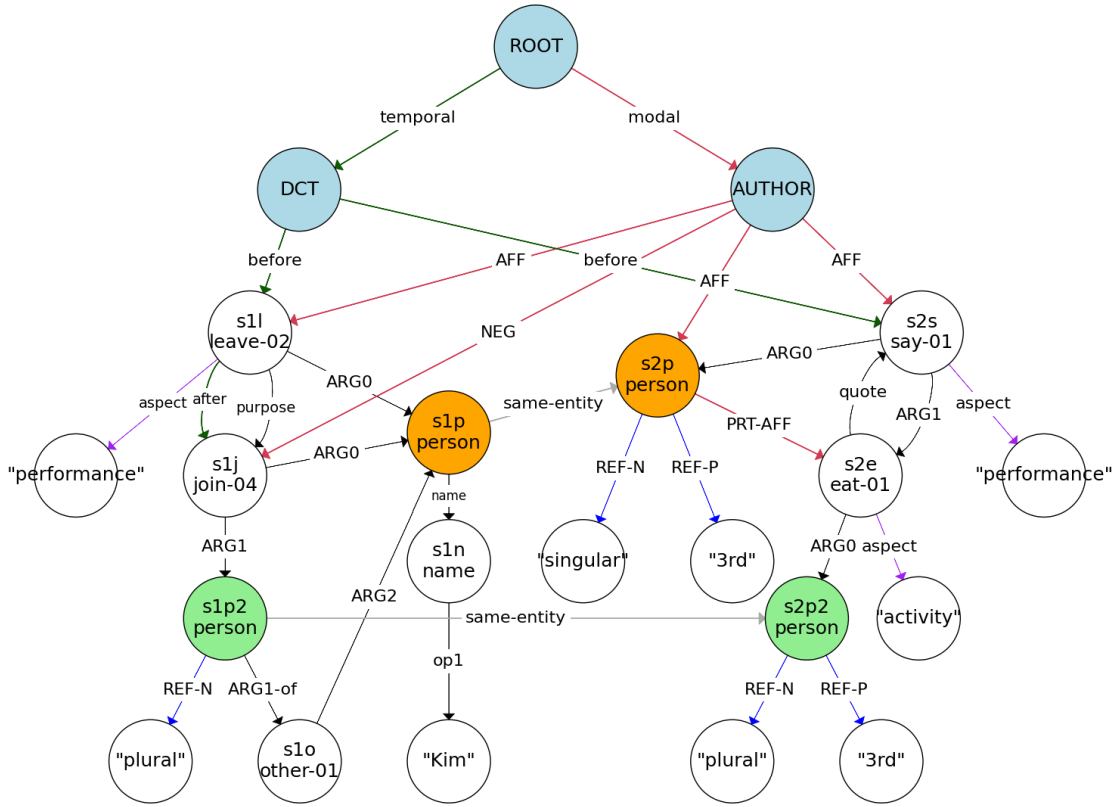 ROOT
temporal
modal
DCT
AUTHOR
before
AFF
before
AFF
AFF
s1l
leave-02
NEG
s2s
say-01
s2p
person
ARG0
ARG0
aspect
after
purpose
same-entity
quote
ARG1
aspect
s1p
person
PRT-AFF
ARG0
"performance"
s1j
join-04
REF-N
REF-P
s2e
eat-01
"performance"
name
ARG1
s1n
name
"singular"
"3rd"
ARG0
aspect
ARG2
s1p2
person
same-entity
s2p2
person
"activity"
op1
REF-N
ARG1-of
REF-N
REF-P
"plural"
s1o
other-01
"Kim"
"plural"
"3rd"